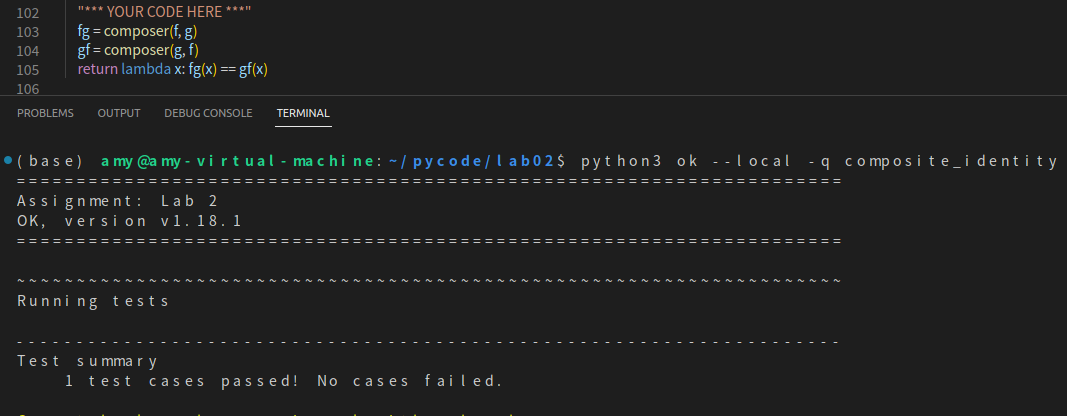 102 "*** YOUR CODE HERE ***"
103 fg = composer(f, g)
104 gf = composer(g, f)
105 return lambda x: fg(x) == gf(x)
106
PROBLEMS OUTPUT DEBUG CONSOLE TERMINAL
(base) amy@amy-virtual-machine:~/pycode/lab02$ python3 ok --local -q composite_identity
=====================================================================
Assignment: Lab 2
OK, version v1.18.1
=====================================================================
~~~~~~~~~~~~~~~~~~~~~~~~~~~~~~~~~~~~~~~~~~~~~~~~~~~~~~~~~~~~~~~~~~~~~
Running tests
---------------------------------------------------------------------
Test summary
1 test cases passed! No cases failed.